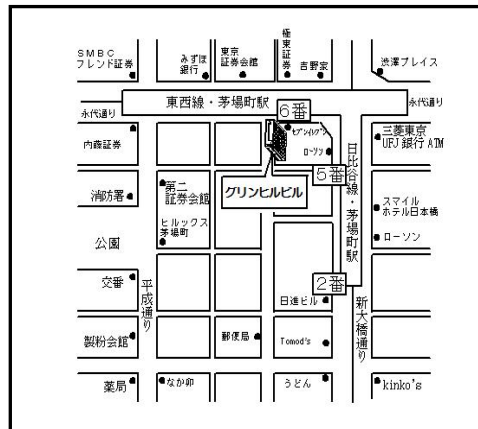 SMBC
フレンド証券
みずほ
銀行
東京
証券会館
極東証券
吉野家
渋澤プレイス
永代通り
東西線・茅場町駅
6番
永代通り
内藤証券
セブンイレブン
ローソン
三菱東京
UFJ銀行ATM
5番
日比谷線・茅場町駅
消防署
第二
証券会館
グリンヒルビル
スマイル
ホテル日本橋
ヒルックス
茅場町
ローソン
公園
交番
平成通り
2番
日進ビル
新大橋通り
製粉会館
郵便局
Tomod's
薬局
なか卯
うどん
kinko's